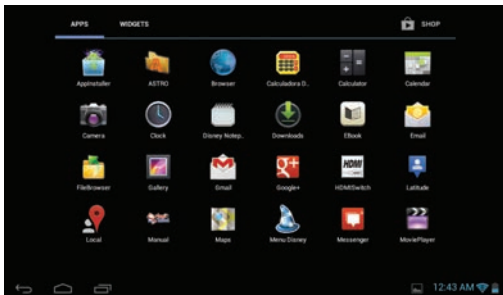 APPS WIDGETS SHOP
AppInstaller ASTRO Browser Calculadora D.. Calculator Calendar
Camera Clock Disney Notep.. Downloads EBook Email
FileBrowser Gallery Gmail Google+ HDMISwitch Latitude
HDMI
Local Manual Maps Menu Disney Messenger MoviePlayer
12:43 AM